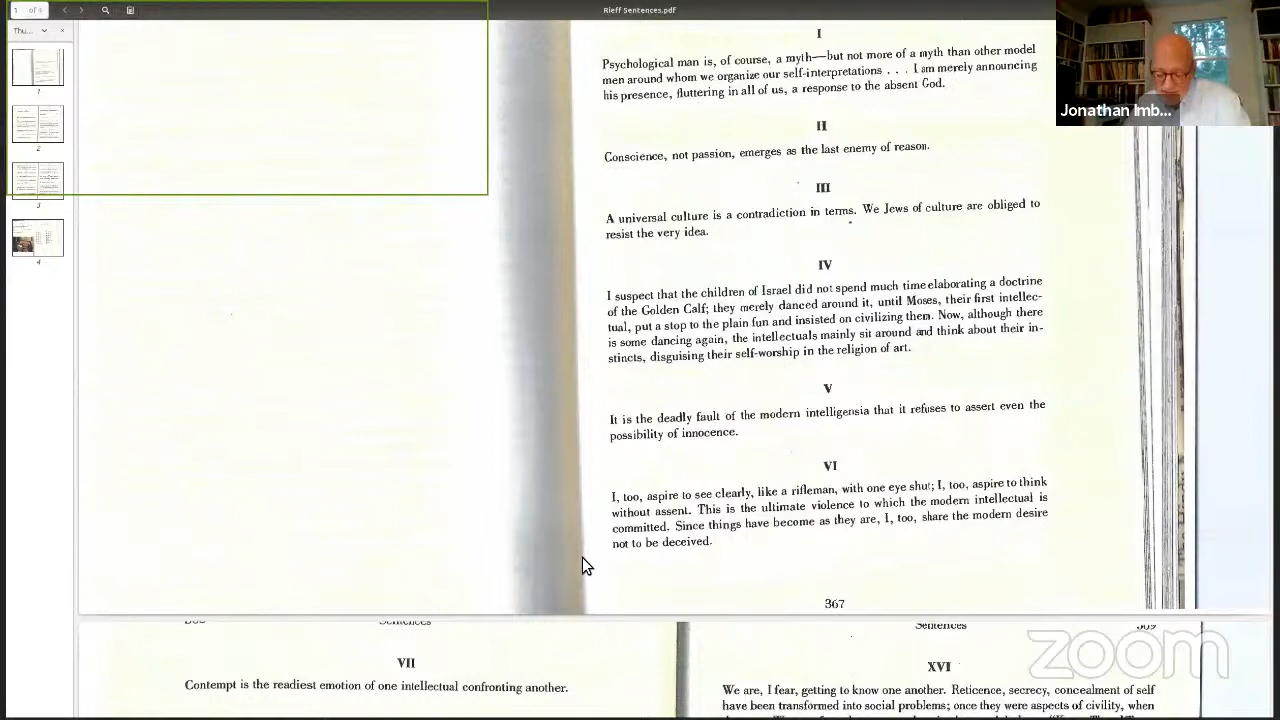 1 of 4
Rieff Sentences.pdf
Thu...
1
2
3
4
Jonathan Imb...
I
Psychological man is, of course, a myth—but not more of a myth than other model
men around whom we organize our self-interpretations . . . I am merely announcing
his presence, fluttering in all of us, a response to the absent God.
II
Conscience, not passion, emerges as the last enemy of reason.
III
A universal culture is a contradiction in terms. We Jews of culture are obliged to
resist the very idea.
IV
I suspect that the children of Israel did not spend much time elaborating a doctrine
of the Golden Calf; they merely danced around it, until Moses, their first intellec-
tual, put a stop to the plain fun and insisted on civilizing them. Now, although there
is some dancing again, the intellectuals mainly sit around and think about their in-
stincts, disguising their self-worship in the religion of art.
V
It is the deadly fault of the modern intelligensia that it refuses to assert even the
possibility of innocence.
VI
I, too, aspire to see clearly, like a rifleman, with one eye shut; I, too, aspire to think
without assent. This is the ultimate violence to which the modern intellectual is
committed. Since things have become as they are, I, too, share the modern desire
not to be deceived.
367
Sentences
VII
Contempt is the readiest emotion of one intellectual confronting another.
Sentences
XVI
We are, I fear, getting to know one another. Reticence, secrecy, concealment of self
have been transformed into social problems; once they were aspects of civility, when
zoom